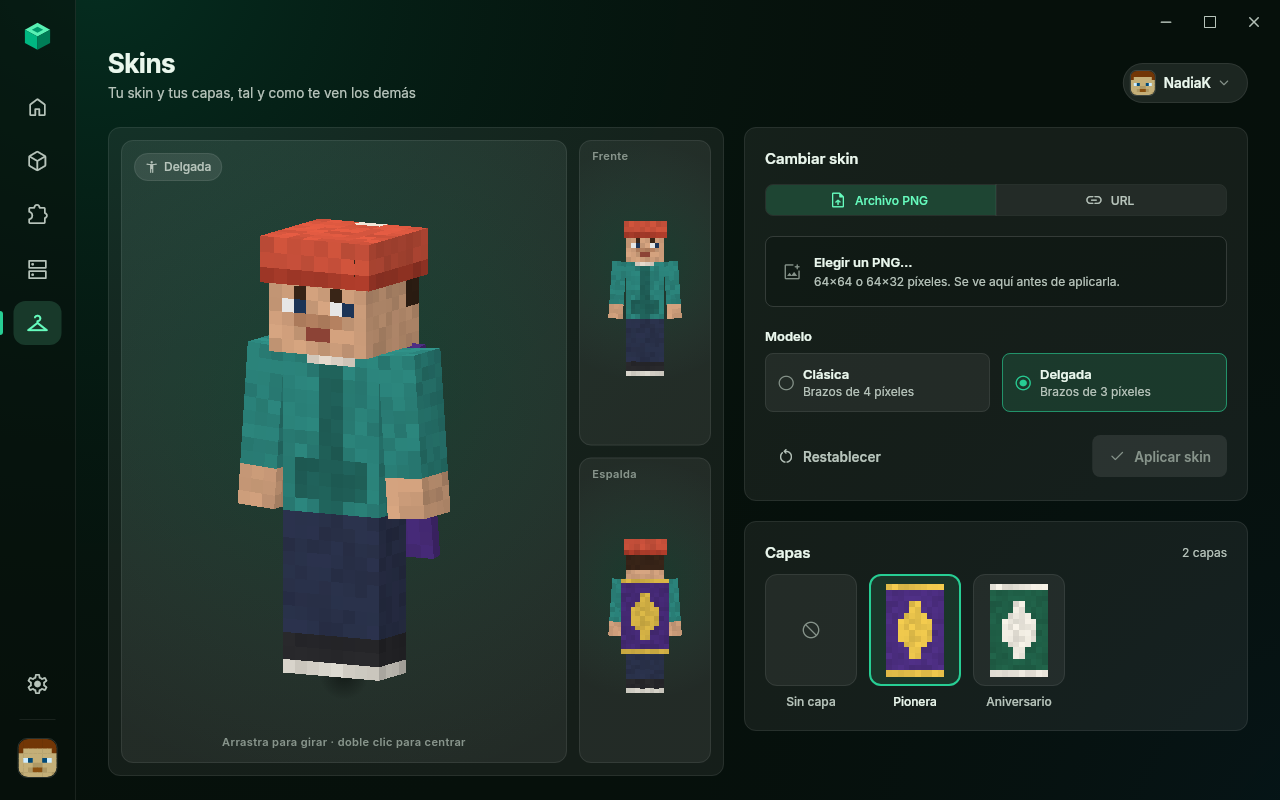 Skins
Tu skin y tus capas, tal y como te ven los demás
NadiaK
Delgada
Arrastra para girar · doble clic para centrar
Frente
Espalda
Cambiar skin
Archivo PNG
URL
Elegir un PNG...
64×64 o 64×32 píxeles. Se ve aquí antes de aplicarla.
Modelo
Clásica
Brazos de 4 píxeles
Delgada
Brazos de 3 píxeles
Restablecer
Aplicar skin
Capas
2 capas
Sin capa
Pionera
Aniversario